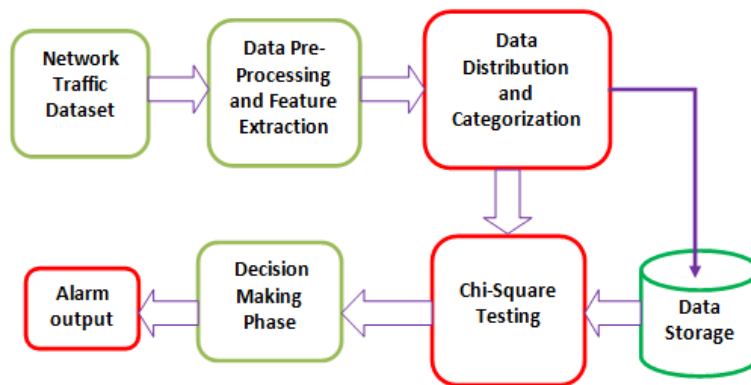 Network
Traffic
Dataset
Data Pre-
Processing
and Feature
Extraction
Data
Distribution
and
Categorization
Alarm
output
Decision
Making
Phase
Chi-Square
Testing
Data
Storage